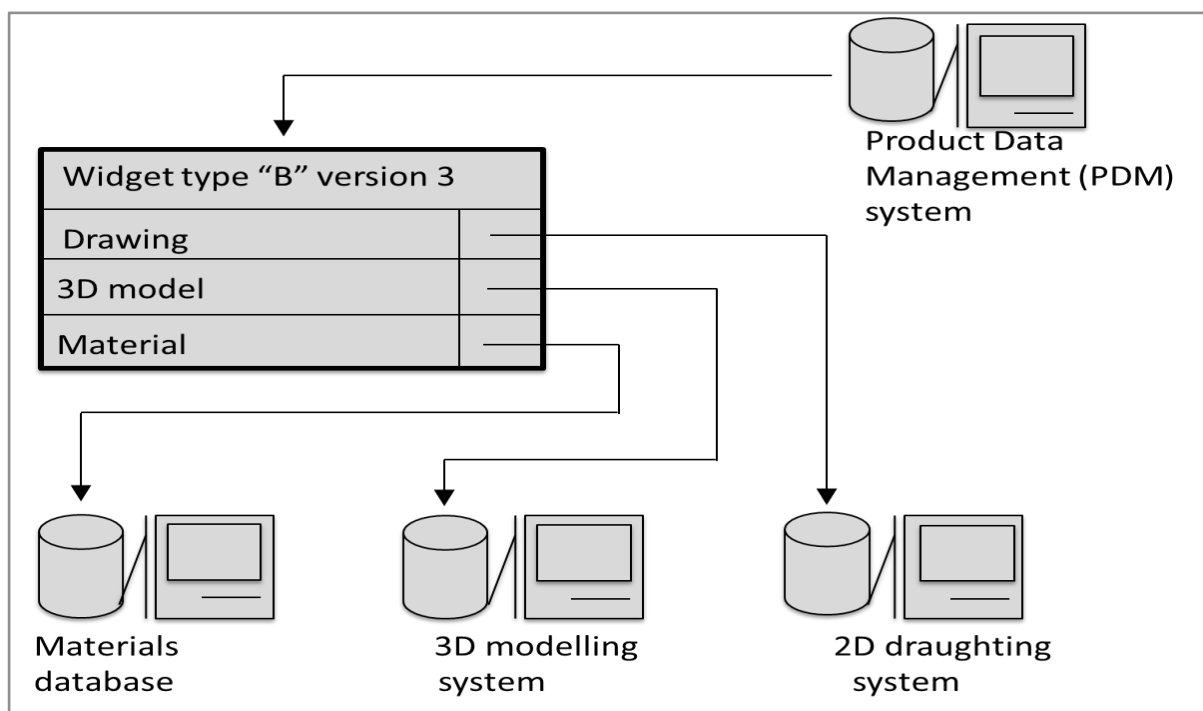 Product Data
Management (PDM)
system
Widget type “B” version 3
Drawing
3D model
Material
Materials
database
3D modelling
system
2D draughting
system